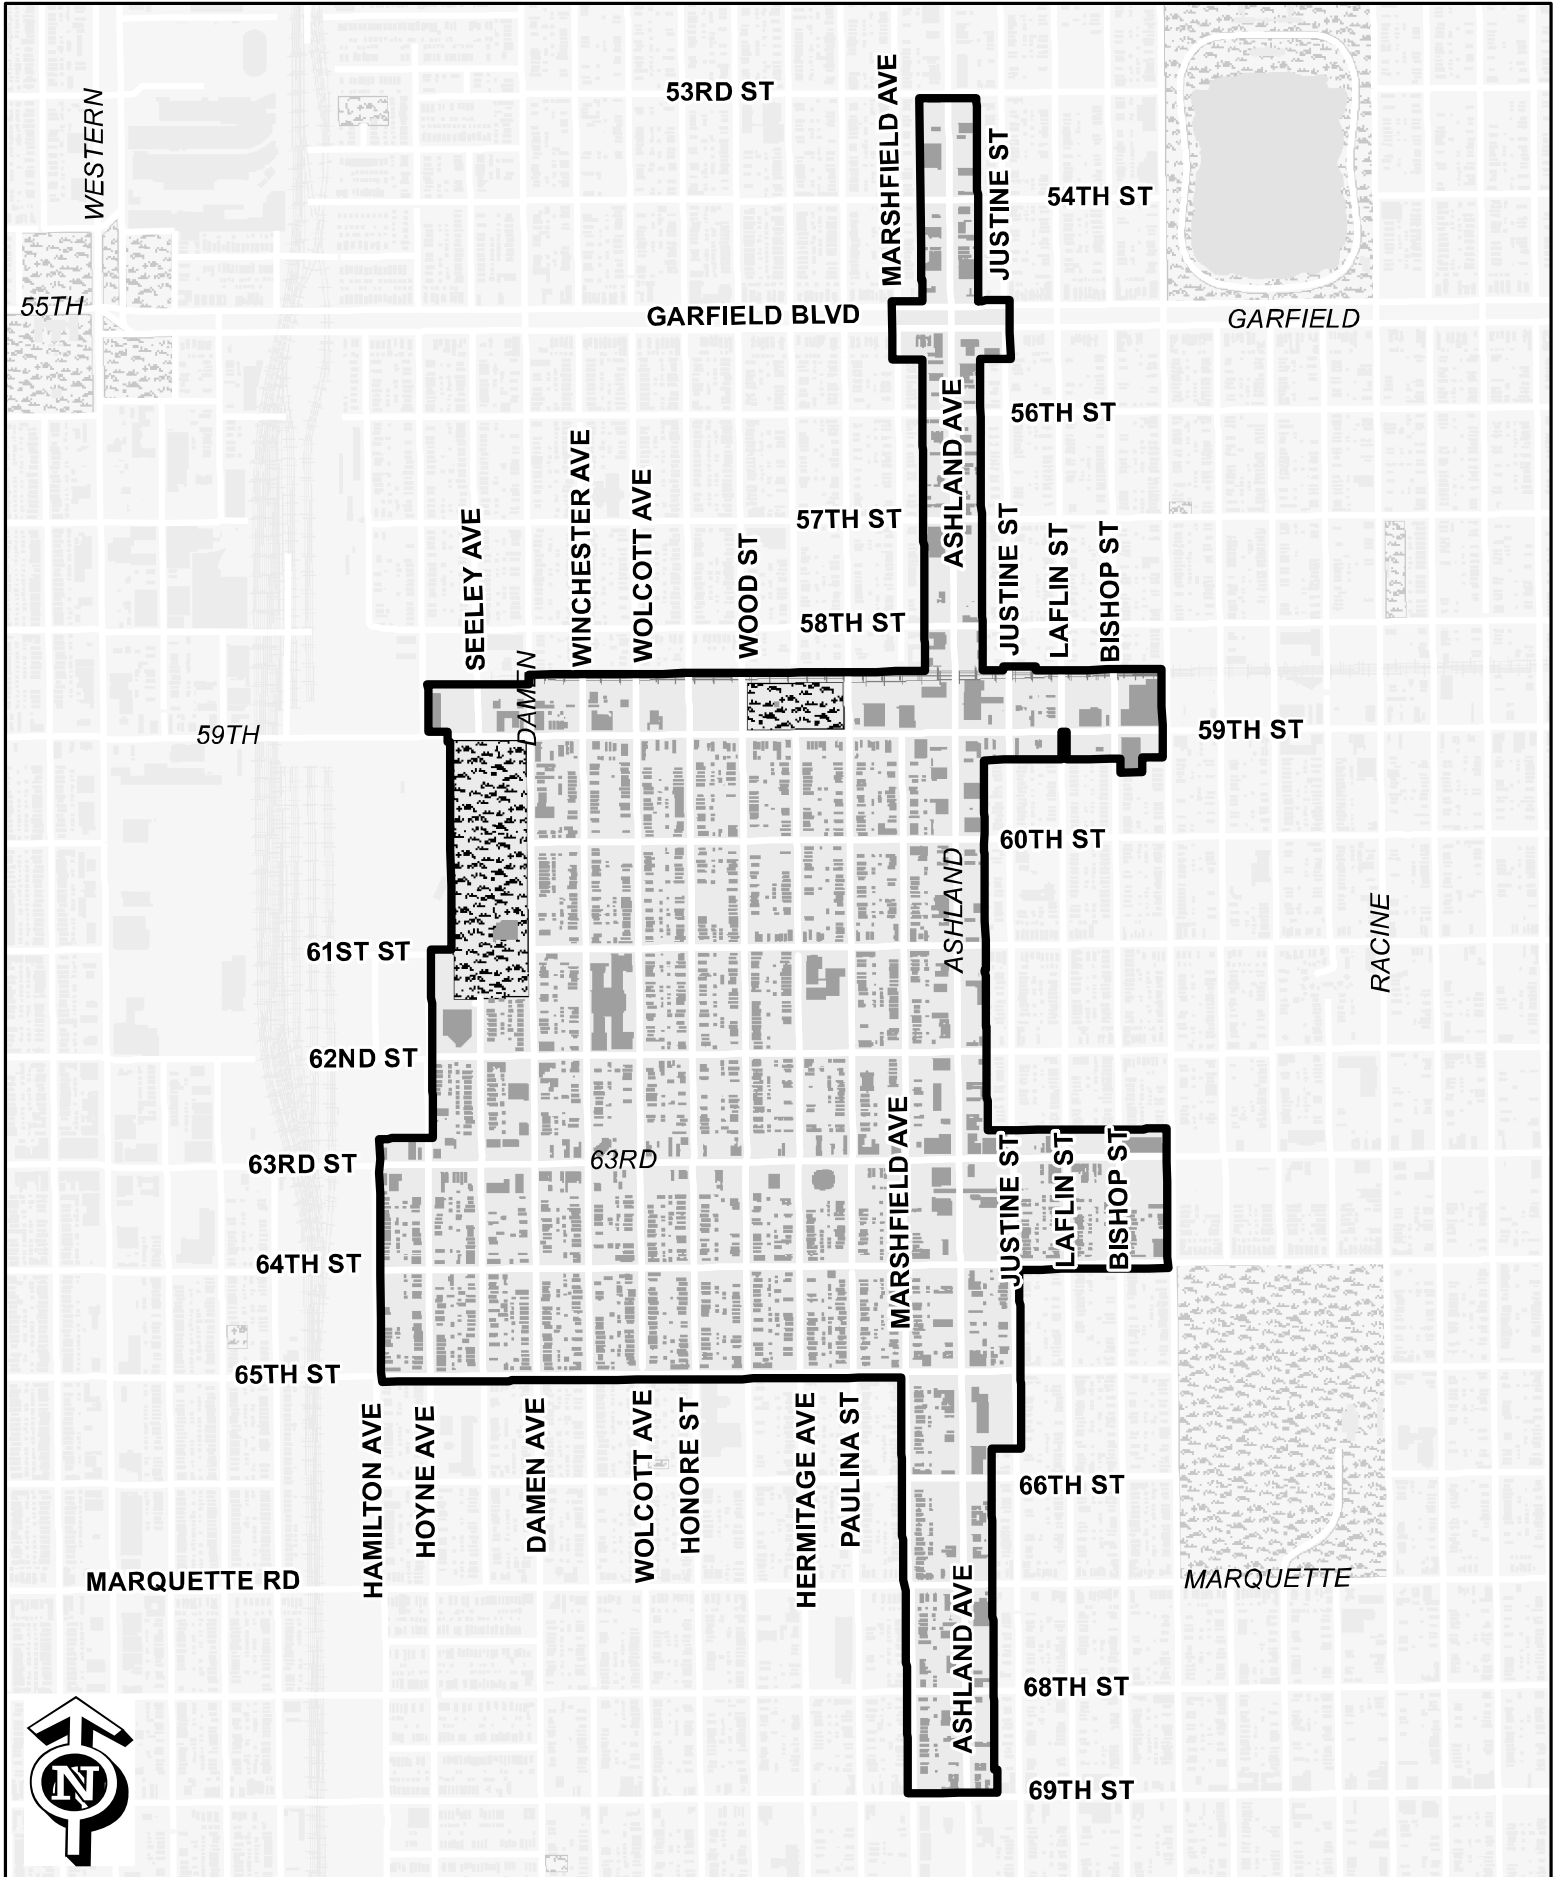 53RD ST
MARSHFIELD AVE
WESTERN
JUSTINE ST
54TH ST
55TH
GARFIELD BLVD
GARFIELD
ASHLAND AVE
56TH ST
WINCHESTER AVE
WOLCOTT AVE
57TH ST
SEELEY AVE
WOOD ST
JUSTINE ST
LAFLIN ST
BISHOP ST
58TH ST
DAMEN
59TH
59TH ST
60TH ST
ASHLAND
RACINE
61ST ST
62ND ST
MARSHFIELD AVE
63RD ST
63RD
JUSTINE ST
LAFLIN ST
BISHOP ST
64TH ST
65TH ST
HAMILTON AVE
HOYNE AVE
DAMEN AVE
WOLCOTT AVE
HONORE ST
HERMITAGE AVE
PAULINA ST
66TH ST
MARQUETTE RD
MARQUETTE
ASHLAND AVE
68TH ST
N
69TH ST